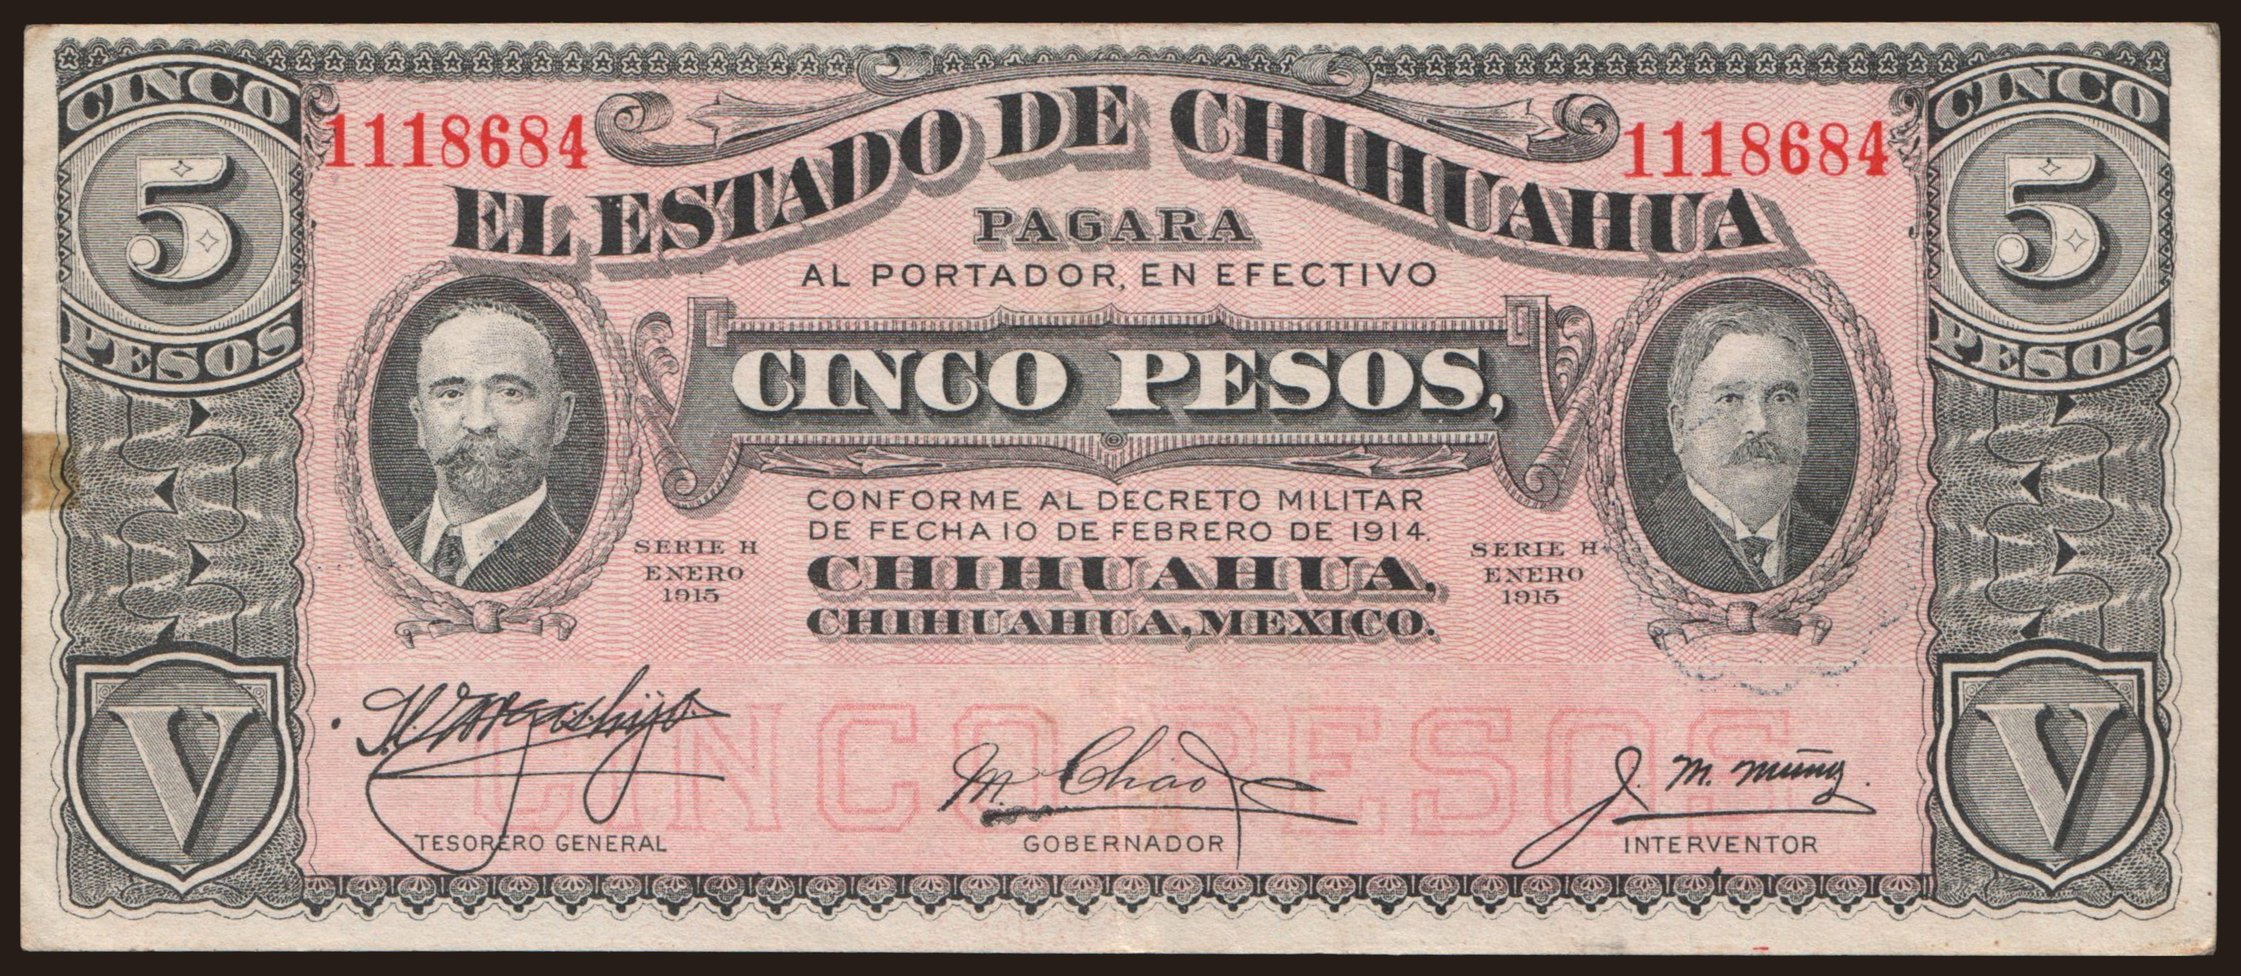 CINCO
5
PESOS
1118684
EL ESTADO DE CHIHUAHUA
1118684
CINCO
5
PESOS
PAGARA
AL PORTADOR, EN EFECTIVO
CINCO PESOS,
CONFORME AL DECRETO MILITAR
DE FECHA 10 DE FEBRERO DE 1914.
SERIE H
ENERO
1915
CHIHUAHUA,
CHIHUAHUA, MEXICO.
SERIE H
ENERO
1915
CINCO PESOS
V
V
M. Chao
J. M. Muñoz
TESORERO GENERAL
GOBERNADOR
INTERVENTOR